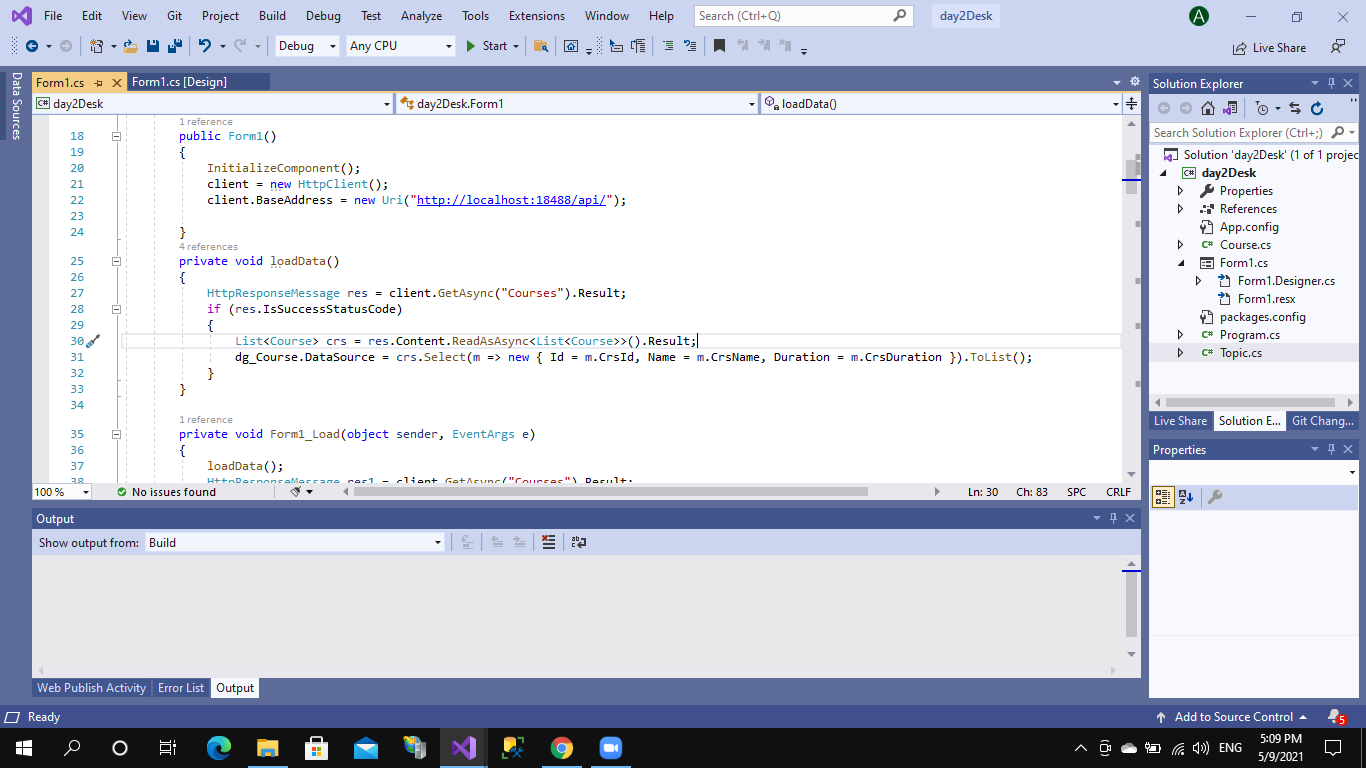 File Edit View Git Project Build Debug Test Analyze Tools Extensions Window Help Search (Ctrl+Q) day2Desk A
Debug Any CPU Start Live Share
Data Sources
Form1.cs Form1.cs [Design]
C# day2Desk day2Desk.Form1 loadData()
1 reference
18 public Form1()
19 {
20 InitializeComponent();
21 client = new HttpClient();
22 client.BaseAddress = new Uri("http://localhost:18488/api/");
23
24 }
4 references
25 private void loadData()
26 {
27 HttpResponseMessage res = client.GetAsync("Courses").Result;
28 if (res.IsSuccessStatusCode)
29 {
30 List<Course> crs = res.Content.ReadAsAsync<List<Course>>().Result;
31 dg_Course.DataSource = crs.Select(m => new { Id = m.CrsId, Name = m.CrsName, Duration = m.CrsDuration }).ToList();
32 }
33 }
34
1 reference
35 private void Form1_Load(object sender, EventArgs e)
36 {
37 loadData();
38 HttpResponseMessage res1 = client.GetAsync("Courses").Result;
100 % No issues found Ln: 30 Ch: 83 SPC CRLF
Output
Show output from: Build
Web Publish Activity Error List Output
Solution Explorer
Search Solution Explorer (Ctrl+;)
Solution 'day2Desk' (1 of 1 projec
C# day2Desk
Properties
References
App.config
C# Course.cs
Form1.cs
Form1.Designer.cs
Form1.resx
packages.config
C# Program.cs
C# Topic.cs
Live Share Solution E... Git Chang...
Properties
Ready Add to Source Control 5
ENG 5:09 PM
5/9/2021